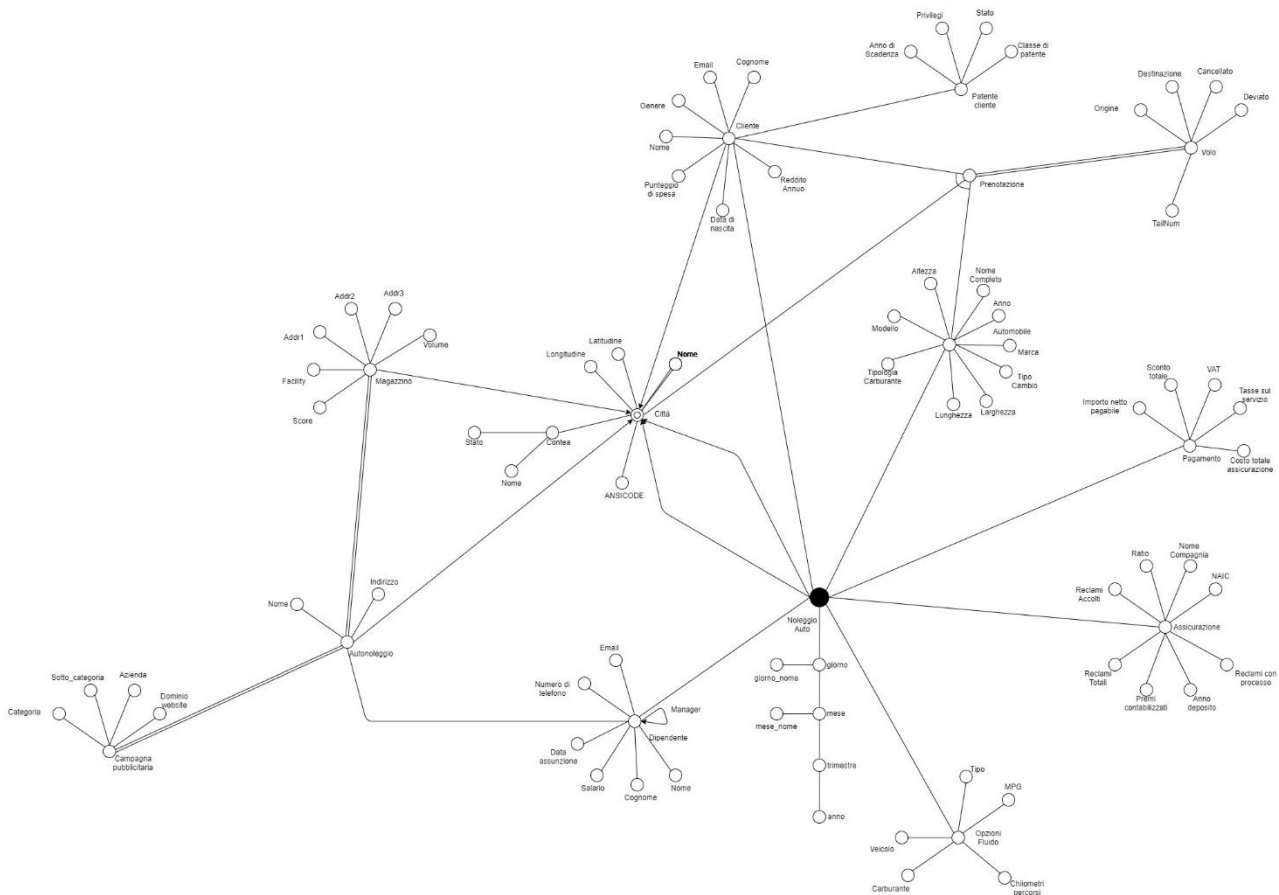 Privilegi
Stato
Anno di
Scadenza
Classe di
patente
Patente
cliente
Email
Cognome
Genere
Cliente
Nome
Punteggio
di spesa
Reddito
Annuo
Data di
nascita
Destinazione
Cancellato
Origine
Deviato
Volo
TailNum
Prenotazione
Altezza
Nome
Completo
Anno
Modello
Automobile
Marca
Tipologia
Carburante
Tipo
Cambio
Lunghezza
Larghezza
Addr2
Addr3
Addr1
Volume
Facility
Magazzino
Score
Latitudine
Longitudine
Nome
Città
Stato
Contea
Nome
ANSICODE
Sconto
totale
VAT
Importo netto
pagabile
Tasse sul
servizio
Pagamento
Costo totale
assicurazione
Ratio
Nome
Compagnia
Reclami
Accolti
NAIC
Assicurazione
Reclami
Totali
Premi
contabilizzati
Anno
deposito
Reclami con
processo
Noleggio
Auto
giorno
giorno_nome
mese
mese_nome
trimestre
anno
Nome
Indirizzo
Autonoleggio
Sotto_categoria
Azienda
Categoria
Dominio
website
Campagna
pubblicitaria
Email
Numero di
telefono
Manager
Dipendente
Data
assunzione
Salario
Cognome
Nome
Tipo
MPG
Veicolo
Opzioni
Fluido
Carburante
Chilometri
percorsi